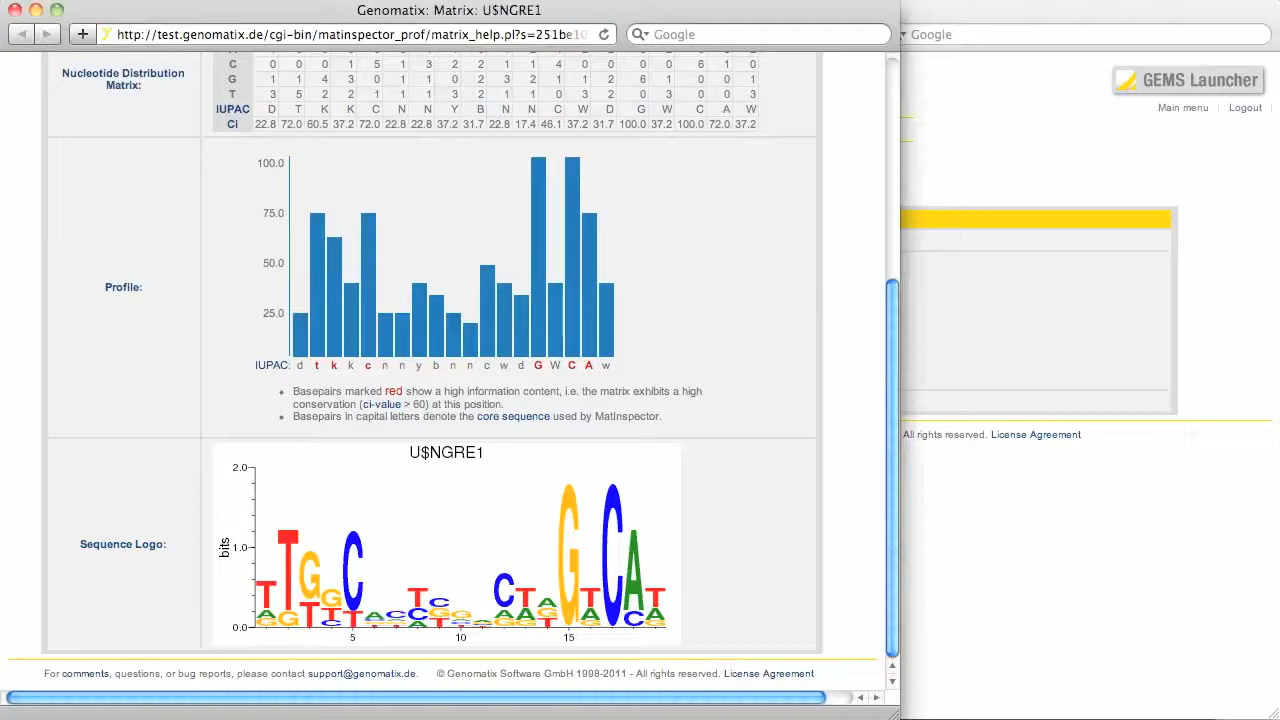 Genomatix: Matrix: U$NGRE1
http://test.genomatix.de/cgi-bin/matinspector_prof/matrix_help.pl?s=251be10
Google
Google
GEMS Launcher
Main menu | Logout
Nucleotide Distribution
Matrix:
C 0 0 0 1 5 1 3 2 2 1 1 4 0 0 0 0 6 1 0
G 1 1 4 3 0 1 1 0 2 3 2 1 1 2 6 1 0 0 1
T 3 5 2 2 1 1 1 3 2 1 1 0 3 2 0 3 0 0 3
IUPAC D T K K C N N Y B N N C W D G W C A W
Ci 22.8 72.0 60.5 37.2 72.0 22.8 22.8 37.2 31.7 22.8 17.4 46.1 37.2 31.7 100.0 37.2 100.0 72.0 37.2
Profile:
100.0
75.0
50.0
25.0
IUPAC: d t k k c n n y b n n c w d G W C A w
Basepairs marked red show a high information content, i.e. the matrix exhibits a high
conservation (ci-value > 60) at this position.
Basepairs in capital letters denote the core sequence used by MatInspector.
All rights reserved. License Agreement
U$NGRE1
2.0
Sequence Logo:
bits
1.0
0.0
5 10 15
For comments, questions, or bug reports, please contact support@genomatix.de. © Genomatix Software GmbH 1998-2011 - All rights reserved. License Agreement